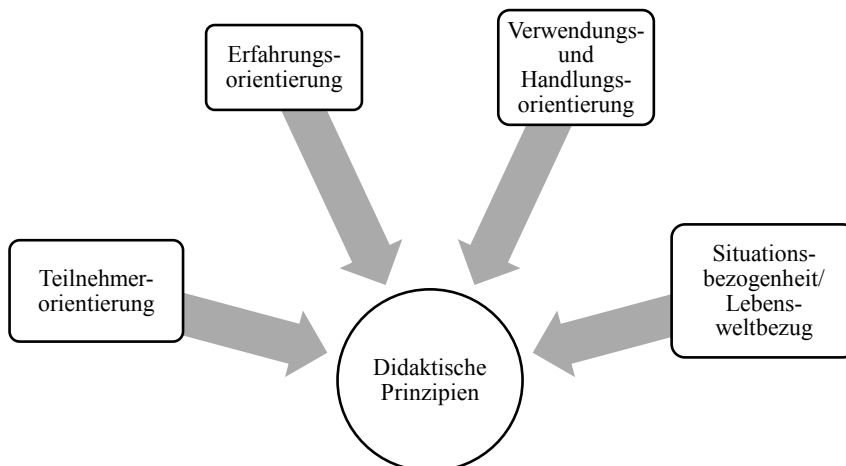 Erfahrungs-
orientierung
Verwendungs-
und
Handlungs-
orientierung
Teilnehmer-
orientierung
Situations-
bezogenheit/
Lebens-
weltbezug
Didaktische
Prinzipien